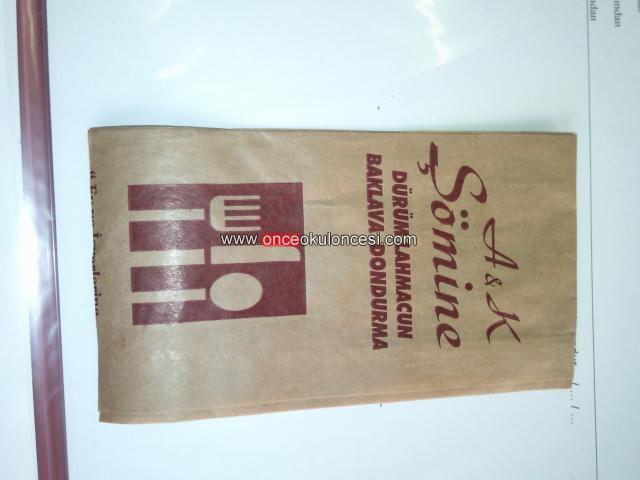 A & K
Şömine
DÜRÜM LAHMACUN
BAKLAVA DONDURMA
www.onceokuloncesi.com